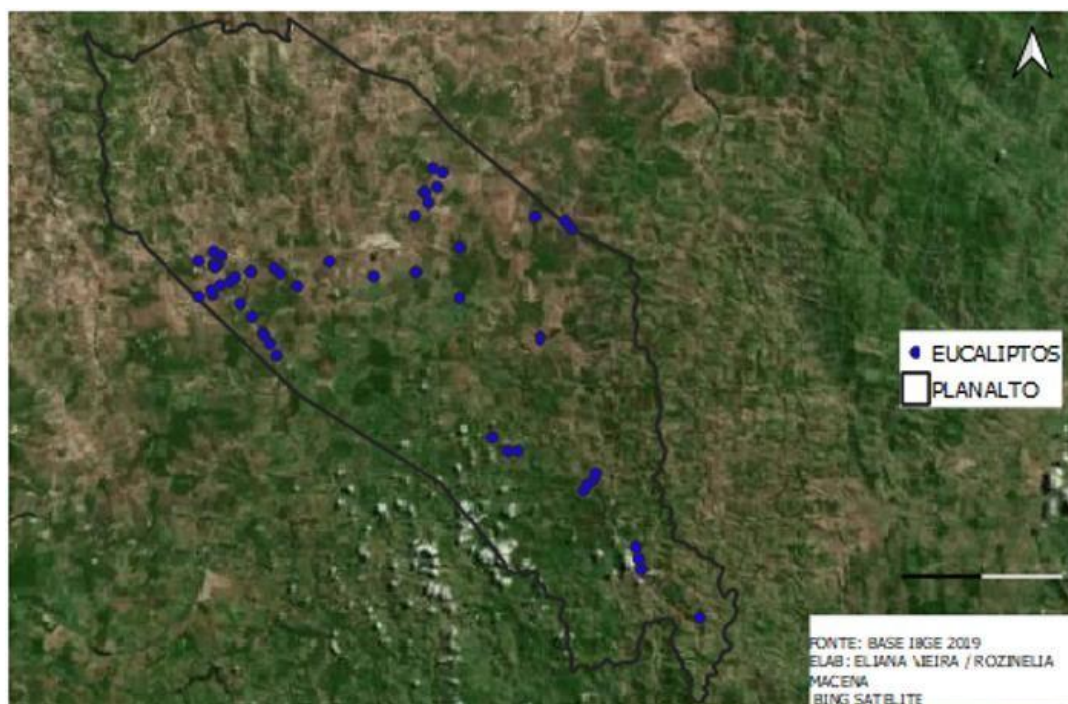 EUCALIPTOS
PLANALTO
FONTE: BASE IBGE 2019
ELAB: ELIANA VIEIRA / ROZINELIA
MACENA
BING SATELITE